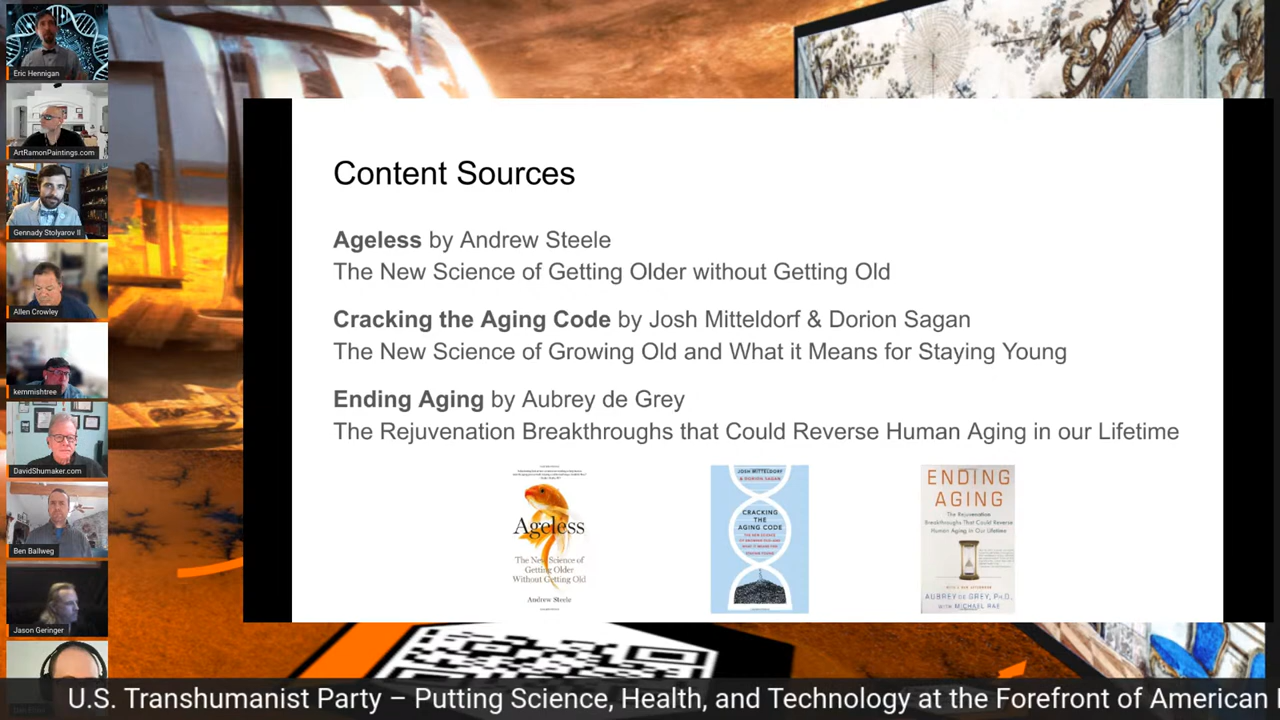 Eric Hennigan
ArtRamonPaintings.com
Gennady Stolyarov II
Allen Crowley
kernmishtree
DavidShumaker.com
Ben Ballweg
Jason Geringer
Content Sources
Ageless by Andrew Steele
The New Science of Getting Older without Getting Old
Cracking the Aging Code by Josh Mitteldorf & Dorion Sagan
The New Science of Growing Old and What it Means for Staying Young
Ending Aging by Aubrey de Grey
The Rejuvenation Breakthroughs that Could Reverse Human Aging in our Lifetime
Ageless
The New Science of
Getting Older
Without Getting Old
Andrew Steele
JOSH MITTELDORF
& DORION SAGAN
CRACKING
THE
AGING CODE
ENDING
AGING
The Rejuvenation
Breakthroughs That Could Reverse
Human Aging in Our Lifetime
AUBREY DE GREY, PH.D.
WITH MICHAEL RAE
U.S. Transhumanist Party – Putting Science, Health, and Technology at the Forefront of American